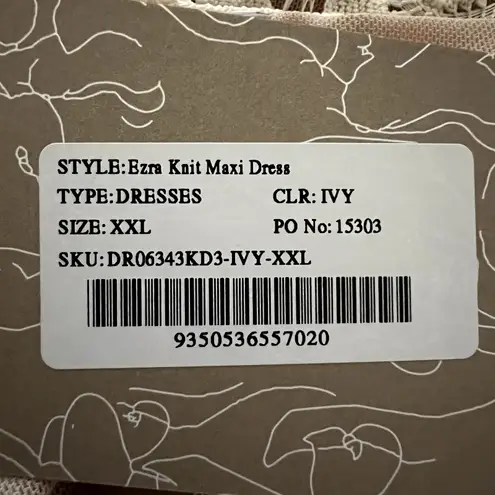 STYLE:Ezra Knit Maxi Dress
TYPE:DRESSES CLR: IVY
SIZE: XXL PO No: 15303
SKU: DR06343KD3-IVY-XXL
9350536557020